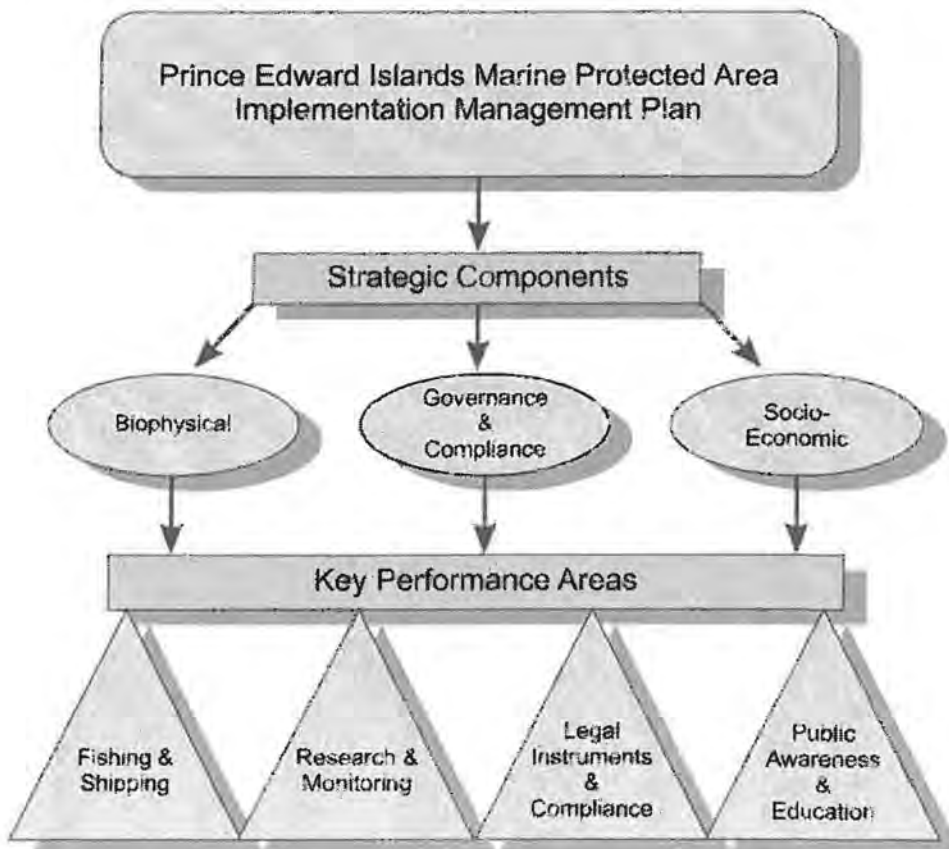 Prince Edward Islands Marine Protected Area
Implementation Management Plan
Strategic Components
Biophysical
Governance
&
Compliance
Socio-
Economic
Key Performance Areas
Fishing &
Shipping
Research &
Monitoring
Legal
Instruments
&
Compliance
Public
Awareness
&
Education